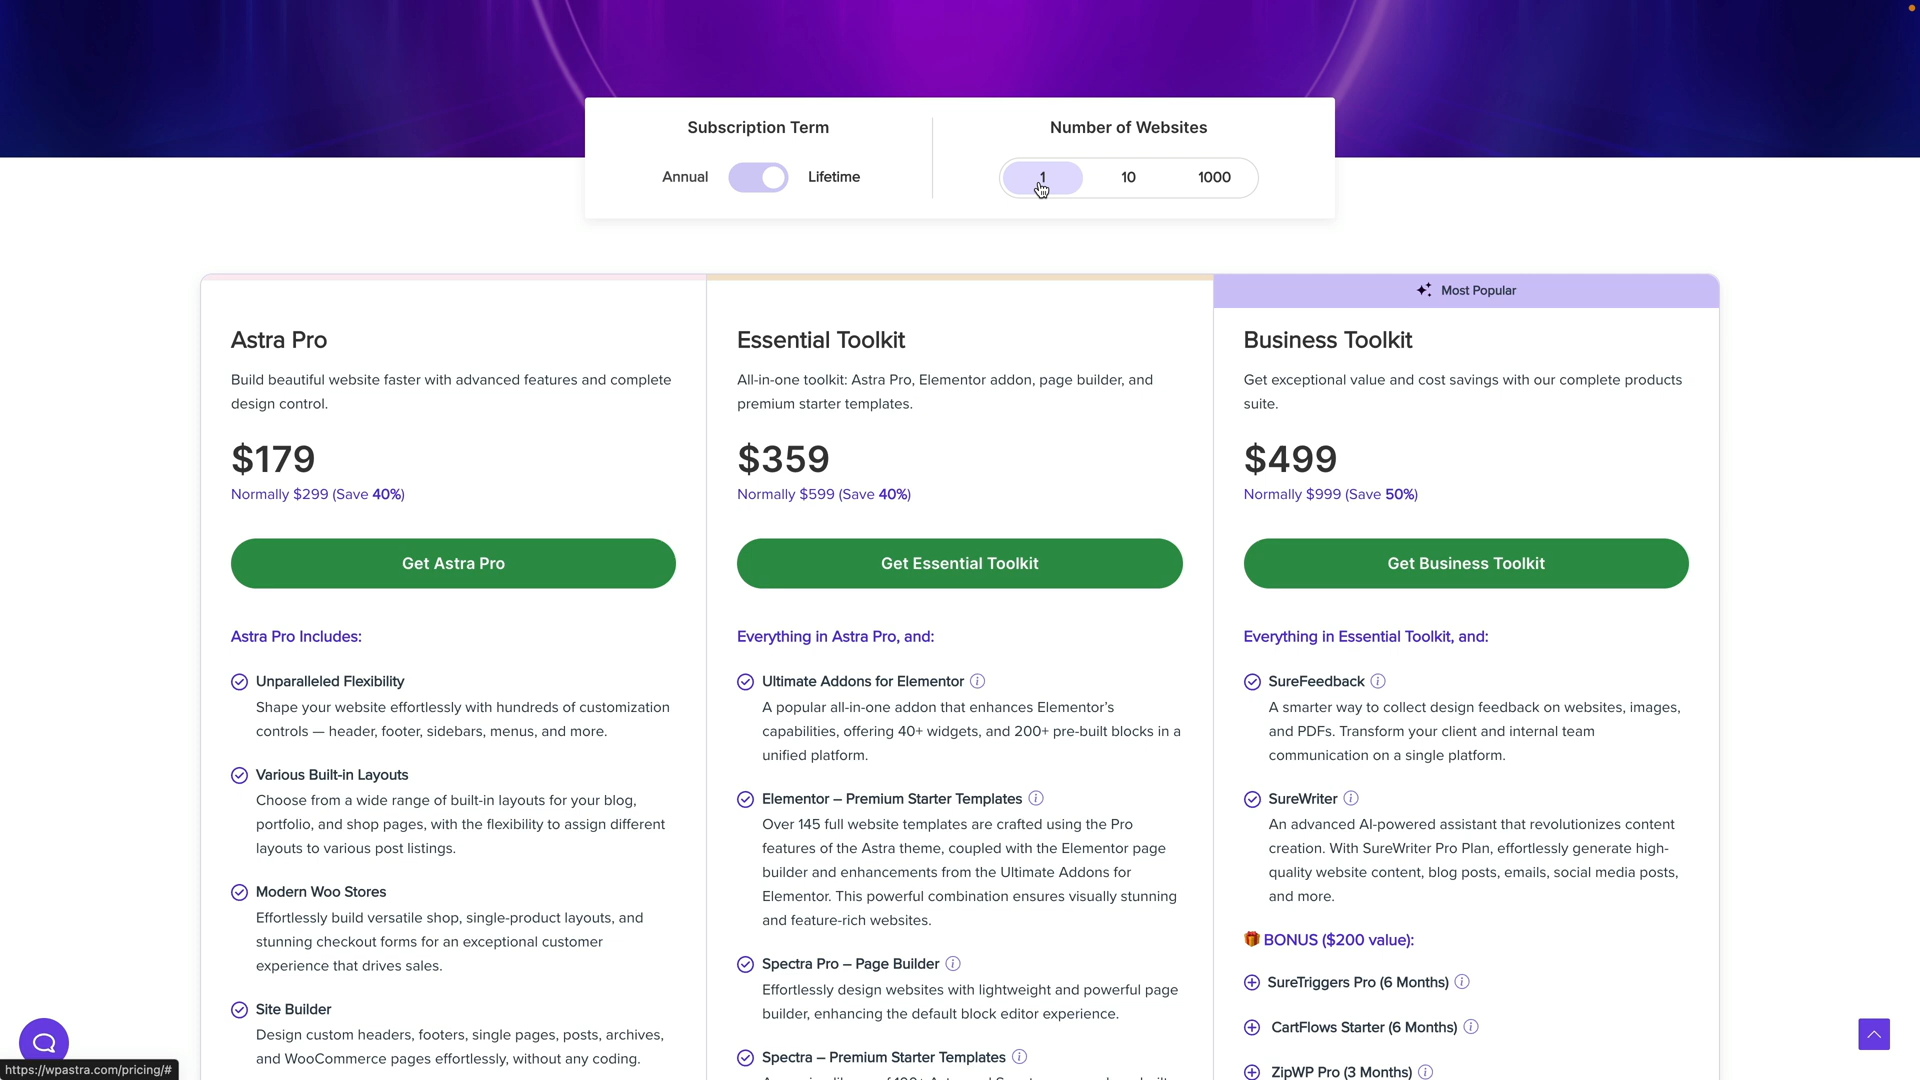 Subscription Term
Number of Websites
Annual
Lifetime
1
10
1000
Most Popular
Astra Pro
Build beautiful website faster with advanced features and complete
design control.
$179
Normally $299 (Save 40%)
Get Astra Pro
Astra Pro Includes:
Unparalleled Flexibility
Shape your website effortlessly with hundreds of customization
controls — header, footer, sidebars, menus, and more.
Various Built-in Layouts
Choose from a wide range of built-in layouts for your blog,
portfolio, and shop pages, with the flexibility to assign different
layouts to various post listings.
Modern Woo Stores
Effortlessly build versatile shop, single-product layouts, and
stunning checkout forms for an exceptional customer
experience that drives sales.
Site Builder
Design custom headers, footers, single pages, posts, archives,
and WooCommerce pages effortlessly, without any coding.
Essential Toolkit
All-in-one toolkit: Astra Pro, Elementor addon, page builder, and
premium starter templates.
$359
Normally $599 (Save 40%)
Get Essential Toolkit
Everything in Astra Pro, and:
Ultimate Addons for Elementor
A popular all-in-one addon that enhances Elementor's
capabilities, offering 40+ widgets, and 200+ pre-built blocks in a
unified platform.
Elementor – Premium Starter Templates
Over 145 full website templates are crafted using the Pro
features of the Astra theme, coupled with the Elementor page
builder and enhancements from the Ultimate Addons for
Elementor. This powerful combination ensures visually stunning
and feature-rich websites.
Spectra Pro – Page Builder
Effortlessly design websites with lightweight and powerful page
builder, enhancing the default block editor experience.
Spectra – Premium Starter Templates
Business Toolkit
Get exceptional value and cost savings with our complete products
suite.
$499
Normally $999 (Save 50%)
Get Business Toolkit
Everything in Essential Toolkit, and:
SureFeedback
A smarter way to collect design feedback on websites, images,
and PDFs. Transform your client and internal team
communication on a single platform.
SureWriter
An advanced AI-powered assistant that revolutionizes content
creation. With SureWriter Pro Plan, effortlessly generate high-
quality website content, blog posts, emails, social media posts,
and more.
BONUS ($200 value):
SureTriggers Pro (6 Months)
CartFlows Starter (6 Months)
ZipWP Pro (3 Months)
https://wpastra.com/pricing/#